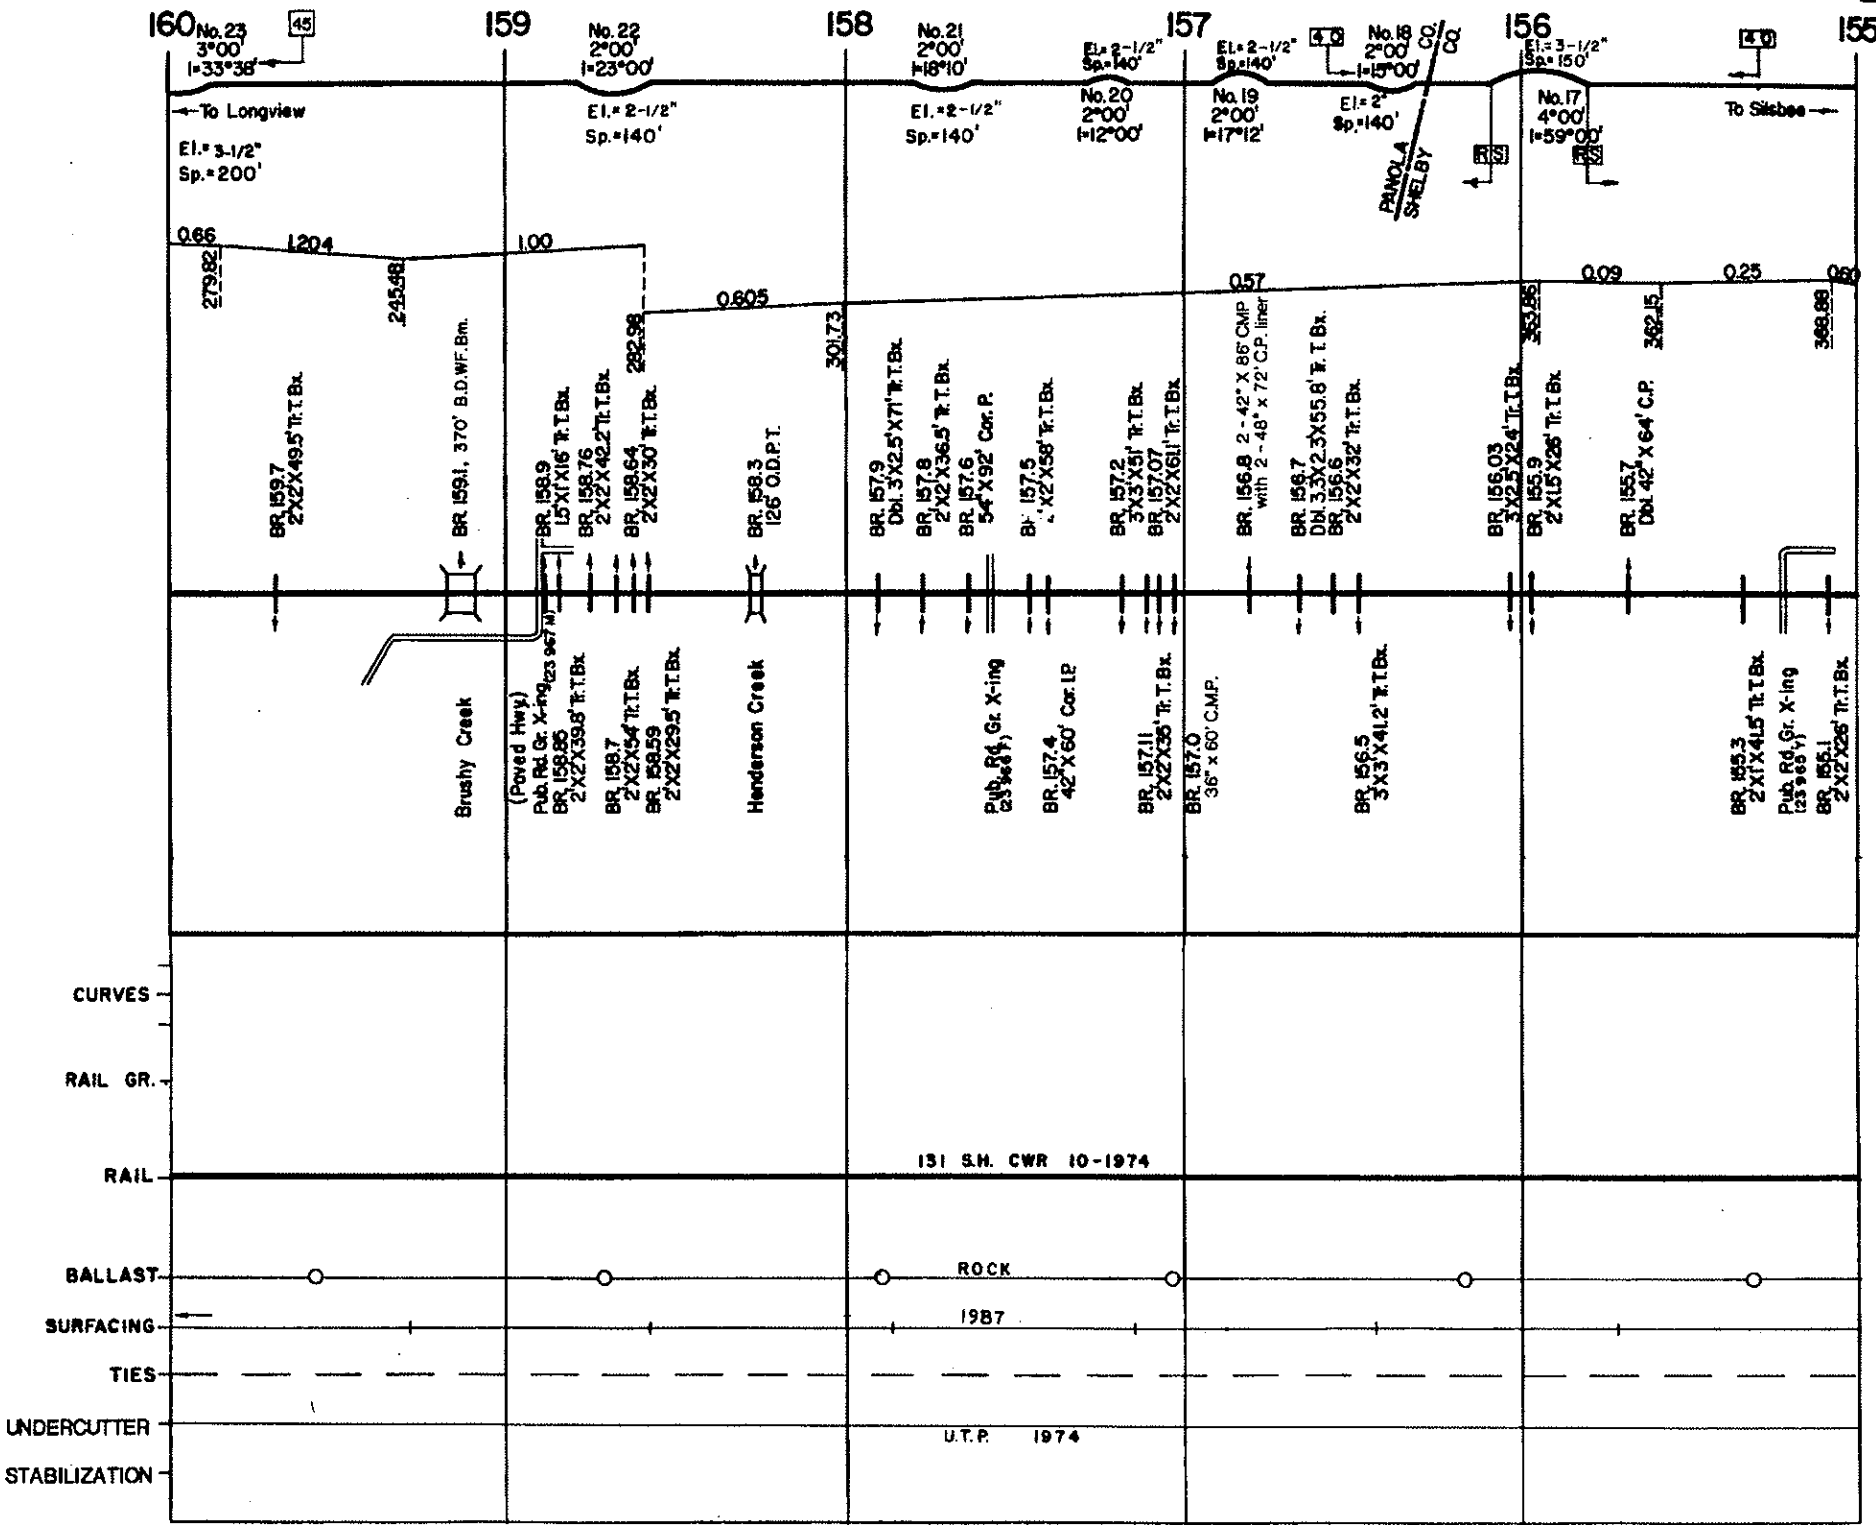 160
159
158
157
156
155
No.23
3°00'
I=33°38'
45
No.22
2°00'
I=23°00'
No.21
2°00'
I=18°10'
El.= 2-1/2"
Sp.=140'
El.= 2-1/2"
Sp.=140'
40
No.18
2°00'
I=15°00'
CO.
CO.
El.= 3-1/2"
Sp.=150'
40
To Longview
El.= 3-1/2"
Sp.=200'
El.= 2-1/2"
Sp.=140'
El.= 2-1/2"
Sp.=140'
No.20
2°00'
I=12°00'
No.19
2°00'
I=17°12'
El.= 2"
Sp.=140'
PANOLA
SHELBY
No.17
4°00'
I=59°00'
RS
RS
To Silsbee
0.66
1.204
1.00
0.605
0.57
0.09
0.25
0.60
279.82
245.48
282.98
301.73
363.86
362.15
368.88
BR. 159.7
2'X2'X49.5' Tr.T.Bx.
BR. 159.1, 370' B.D.WF.Bm.
BR. 158.9
1.5'X1'X16' Tr.T.Bx.
BR. 158.76
2'X2'X42.2' Tr.T.Bx.
BR. 158.64
2'X2'X30' Tr.T.Bx.
BR. 158.3
126' O.D.P.T.
BR. 157.9
Dbl. 3'X2.5'X71' Tr.T.Bx.
BR. 157.8
2'X2'X36.5' Tr.T.Bx.
BR. 157.6
54"X92' Cor. P.
BR. 157.5
'X2'X58' Tr.T.Bx.
BR. 157.2
3'X3'X51' Tr.T.Bx.
BR. 157.07
2'X2'X61.1' Tr.T.Bx.
BR. 156.8 2 - 42" X 86' CMP
with 2 - 48" x 72' C.P. liner
BR. 156.7
Dbl. 3.3'X2.3'X55.8' Tr.T.Bx.
BR. 156.6
2'X2'X32' Tr.T.Bx.
BR. 156.03
3'X2.5'X24' Tr.T.Bx.
BR. 155.9
2'X1.5'X26' Tr.T.Bx.
BR. 155.7
Dbl. 42"X64' C.P.
Brushy Creek
(Paved Hwy.)
Pub. Rd. Gr. X-ing
(23 967 M)
BR. 158.85
2'X2'X39.8' Tr.T.Bx.
BR. 158.7
2'X2'X54' Tr.T.Bx.
BR. 158.59
2'X2'X29.5' Tr.T.Bx.
Henderson Creek
Pub. Rd. Gr. X-ing
(23 966 F)
BR. 157.4
42"X60' Cor. I.P.
BR. 157.11
2'X2'X35' Tr.T.Bx.
BR. 157.0
36" x 60' C.M.P.
BR. 156.5
3'X3'X41.2' Tr.T.Bx.
BR. 155.3
2'X1'X41.5' Tr.T.Bx.
Pub. Rd. Gr. X-ing
(23 965 Y)
BR. 155.1
2'X2'X26' Tr.T.Bx.
CURVES
RAIL GR.
RAIL
131 S.H. CWR 10-1974
BALLAST
ROCK
SURFACING
1987
TIES
UNDERCUTTER
U.T.P. 1974
STABILIZATION